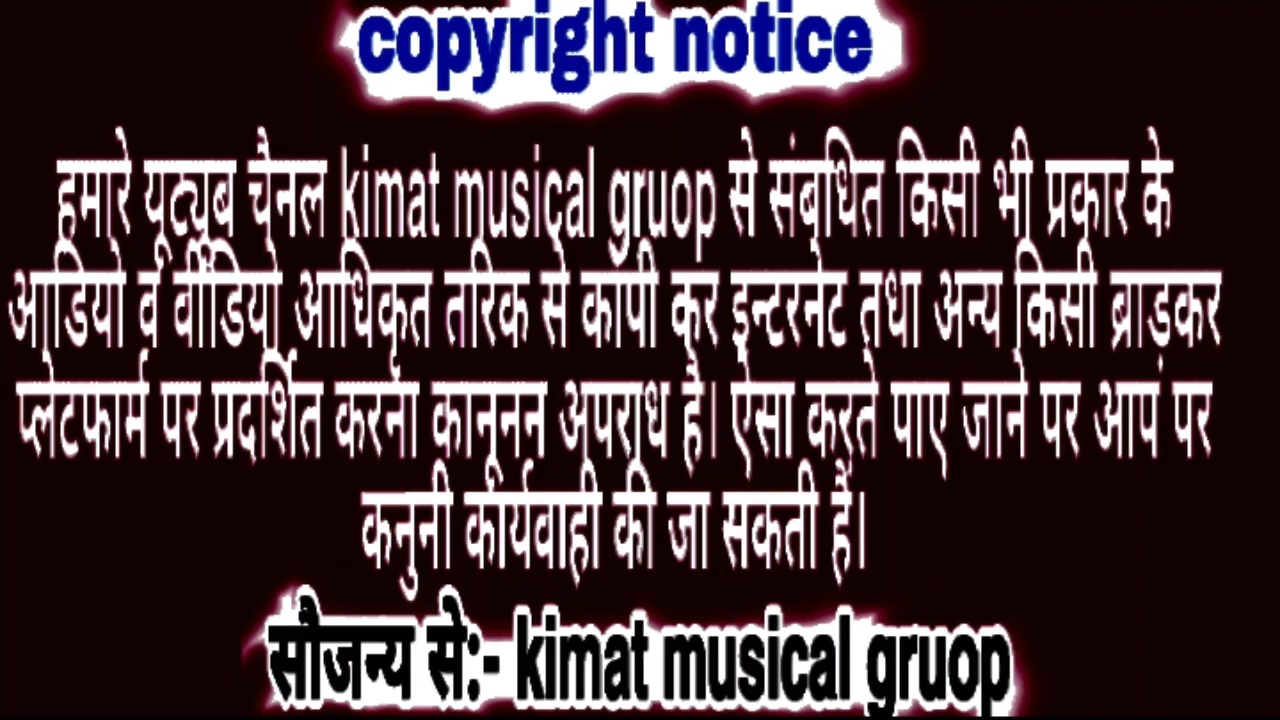 copyright notice
हमारे यूट्यूब चैनल kimat musical gruop से संबधित किसी भी प्रकार के
आडियो व वीडियो आधिकृत तरिक से कापी कर इन्टरनेट तथा अन्य किसी ब्राडकर
प्लेटफार्म पर प्रदर्शित करना कानूनन अपराध है। ऐसा करते पाए जाने पर आप पर
कनुनी कार्यवाही की जा सकती हैं।
सौजन्य से:- kimat musical gruop